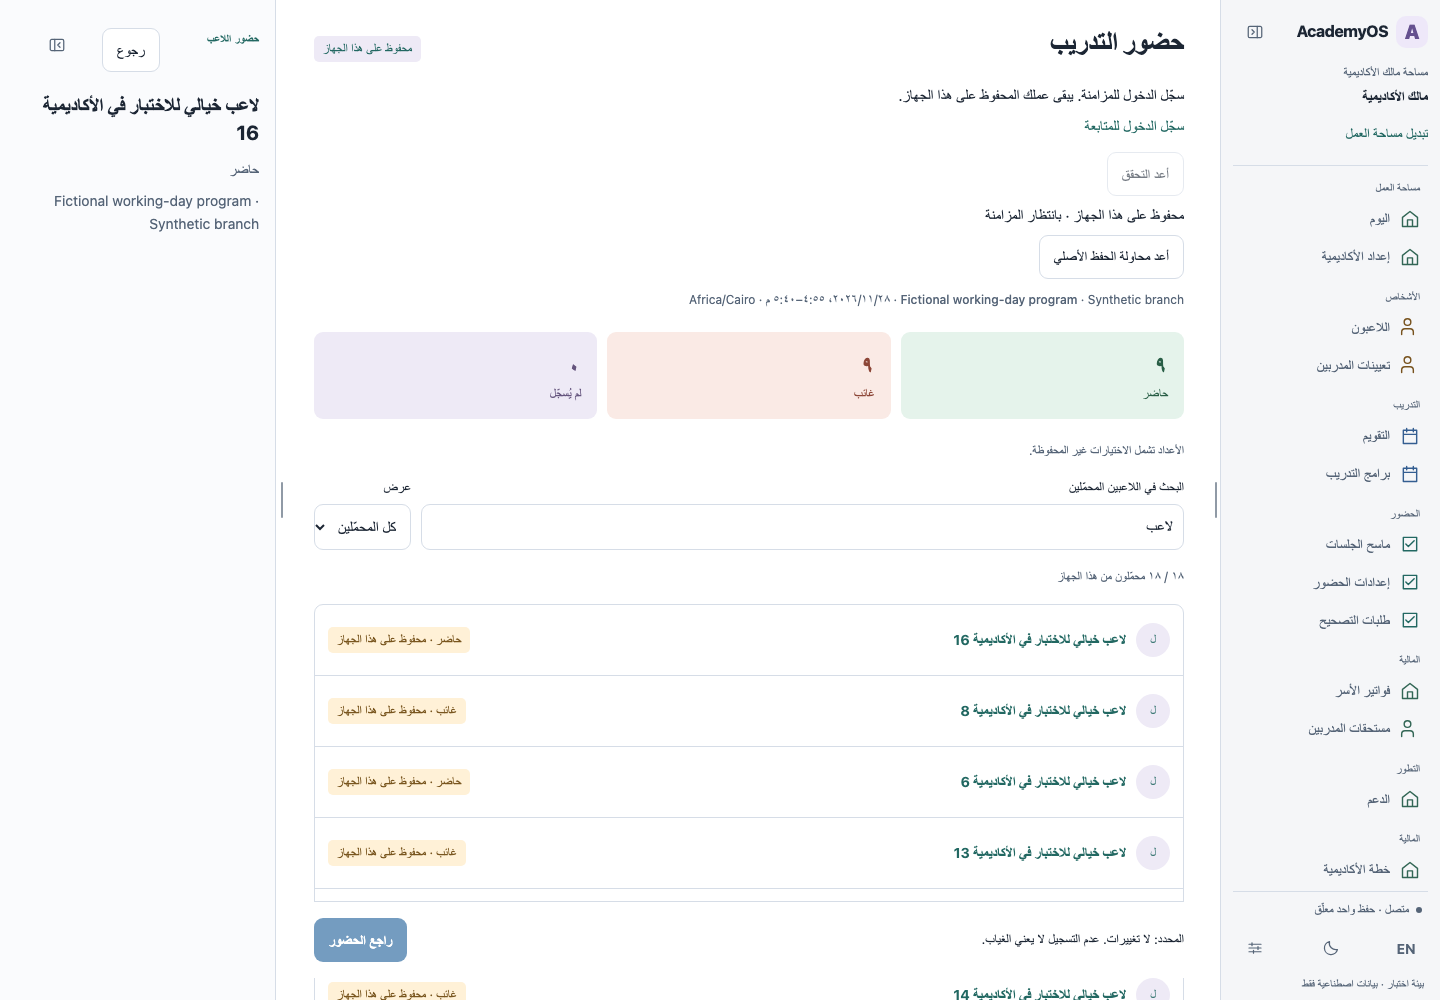 A
AcademyOS
مساحة مالك الأكاديمية
مالك الأكاديمية
تبديل مساحة العمل
مساحة العمل
اليوم
إعداد الأكاديمية
الأشخاص
اللاعبون
تعيينات المدربين
التدريب
التقويم
برامج التدريب
الحضور
ماسح الجلسات
إعدادات الحضور
طلبات التصحيح
المالية
فواتير الأسر
مستحقات المدربين
التطور
الدعم
المالية
خطة الأكاديمية
متصل · حفظ واحد معلّق
EN
بيئة اختبار · بيانات اصطناعية فقط
حضور التدريب
محفوظ على هذا الجهاز
سجّل الدخول للمزامنة. يبقى عملك المحفوظ على هذا الجهاز.
سجّل الدخول للمتابعة
أعد التحقق
محفوظ على هذا الجهاز · بانتظار المزامنة
أعد محاولة الحفظ الأصلي
Africa/Cairo · ٢٠٢٦/١١/٢٨، ٤:٥٥–٥:٤٠ م · Fictional working-day program · Synthetic branch
٩
حاضر
٩
غائب
٠
لم يُسجّل
الأعداد تشمل الاختيارات غير المحفوظة.
البحث في اللاعبين المحمّلين
عرض
لاعب
كل المحمّلين
١٨ / ١٨ محمّلون من هذا الجهاز
ل
لاعب خيالي للاختبار في الأكاديمية 16
حاضر · محفوظ على هذا الجهاز
ل
لاعب خيالي للاختبار في الأكاديمية 8
غائب · محفوظ على هذا الجهاز
ل
لاعب خيالي للاختبار في الأكاديمية 6
حاضر · محفوظ على هذا الجهاز
ل
لاعب خيالي للاختبار في الأكاديمية 13
غائب · محفوظ على هذا الجهاز
المحدد: لا تغييرات. عدم التسجيل لا يعني الغياب.
راجع الحضور
ل
لاعب خيالي للاختبار في الأكاديمية 14
غائب · محفوظ على هذا الجهاز
حضور اللاعب
رجوع
لاعب خيالي للاختبار في الأكاديمية
16
حاضر
Fictional working-day program ·
Synthetic branch